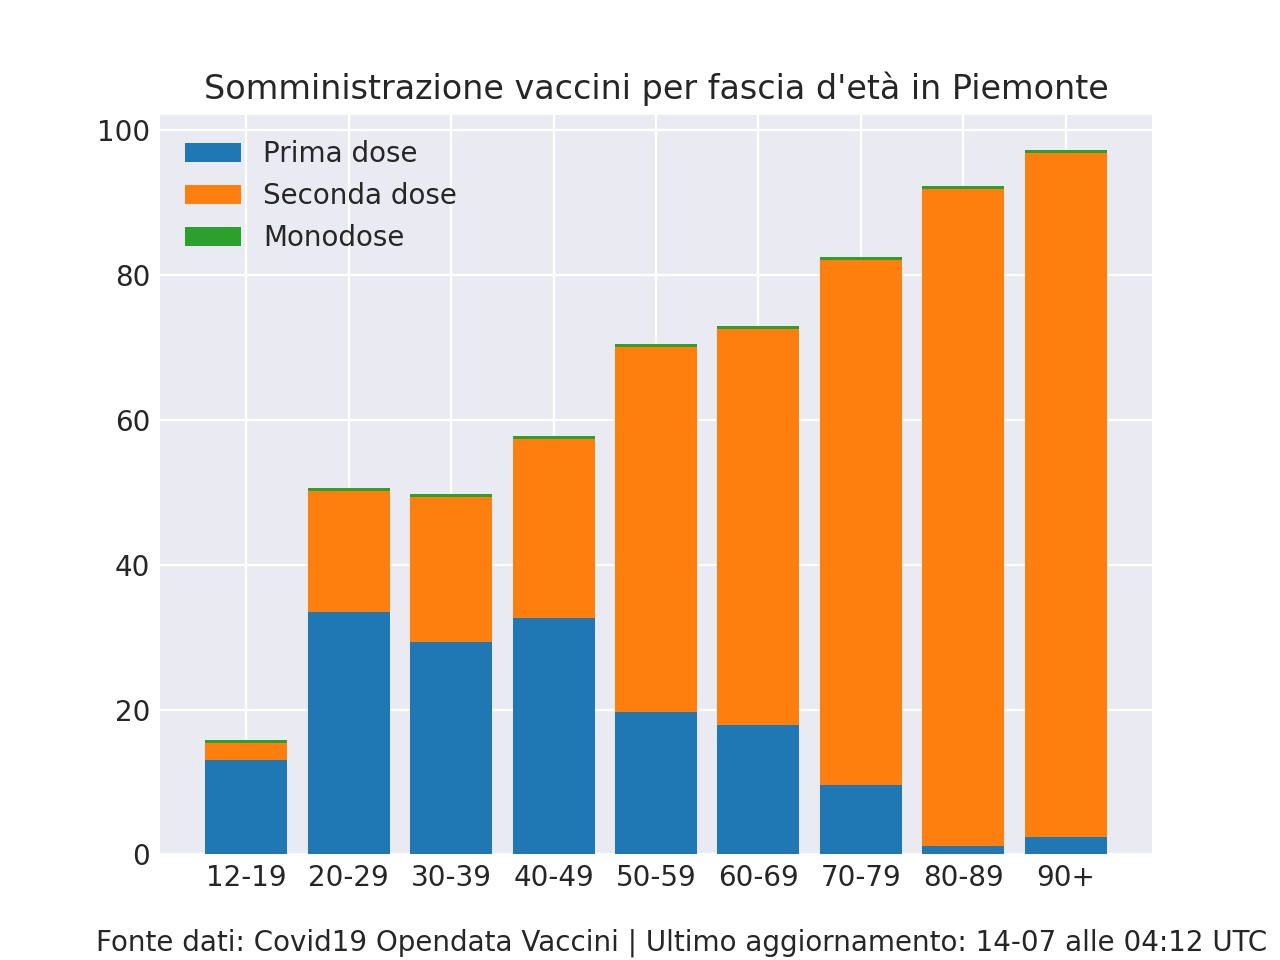 Somministrazione vaccini per fascia d'età in Piemonte
Prima dose
Seconda dose
Monodose
100
80
60
40
20
0
12-19 20-29 30-39 40-49 50-59 60-69 70-79 80-89 90+
Fonte dati: Covid19 Opendata Vaccini | Ultimo aggiornamento: 14-07 alle 04:12 UTC